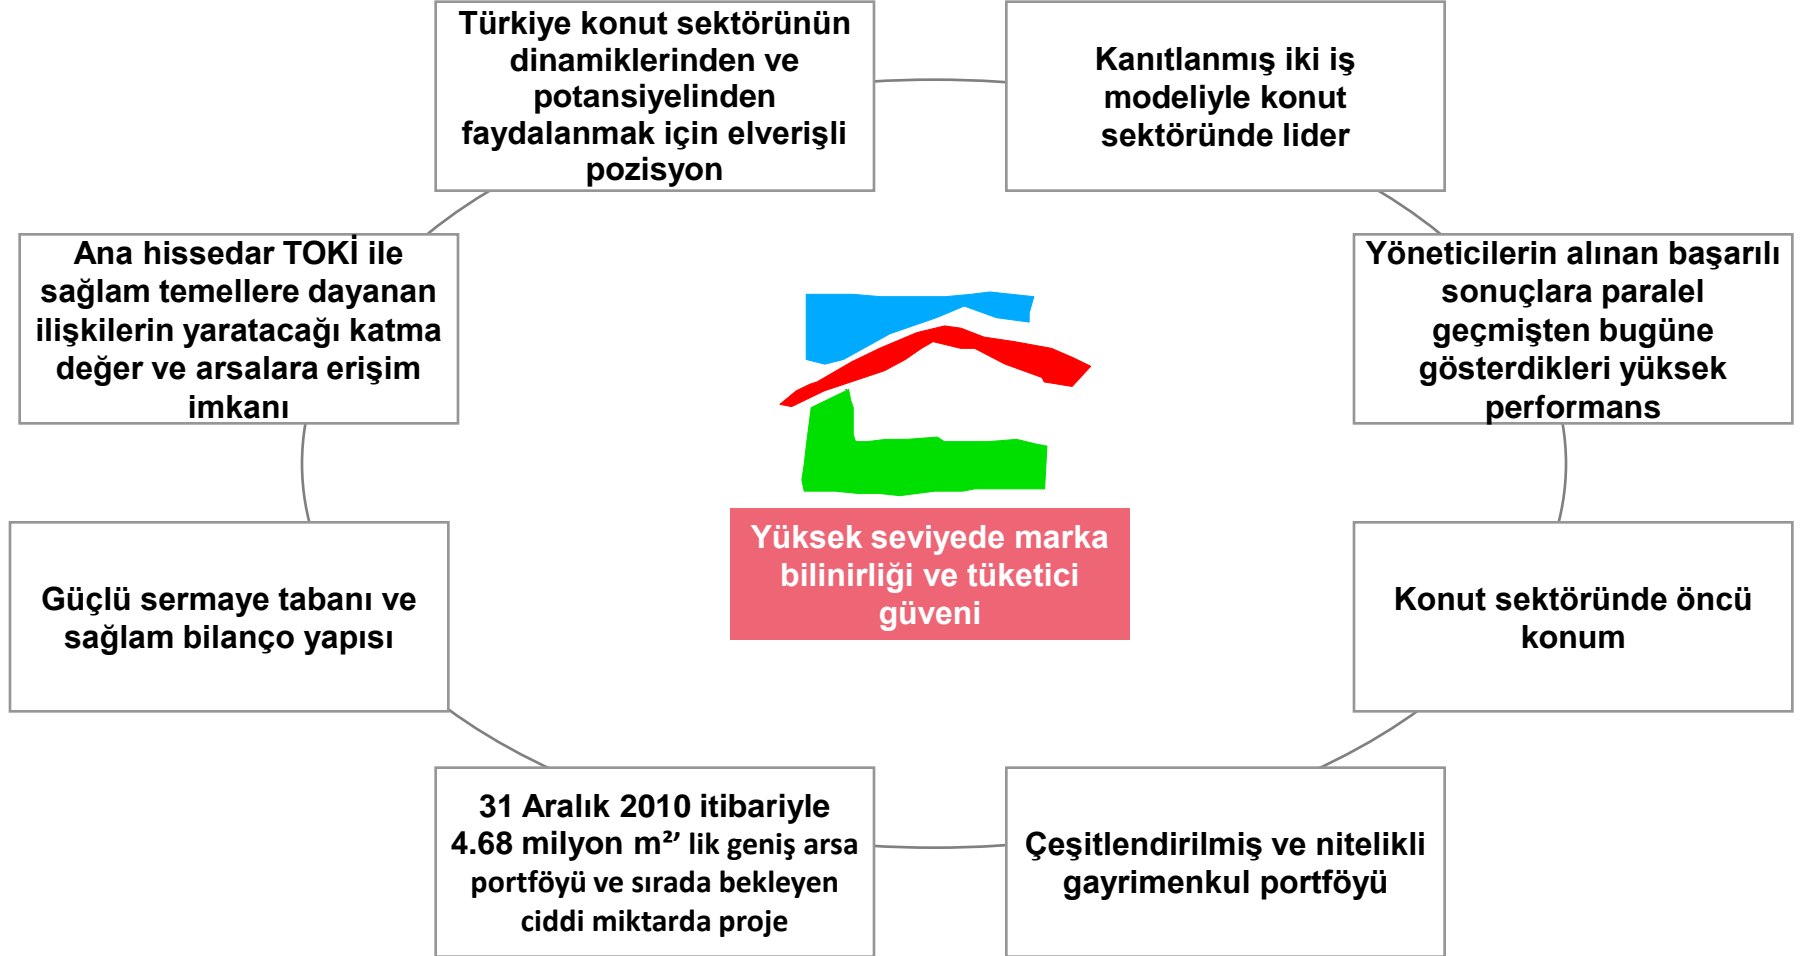 Türkiye konut sektörünün
dinamiklerinden ve
potansiyelinden
faydalanmak için elverişli
pozisyon
Kanıtlanmış iki iş
modeliyle konut
sektóründe lider
Ana hissedar TOKİ ile
sağlam temellere dayanan
ilişkilerin yaratacağı katma
değer ve arsalara erişim
imkanı
Yöneticilerin alınan başarılı
sonuçlara paralel
geçmişten bugüne
gösterdikleri yüksek
performans
Yüksek seviyede marka
bilinirliği ve tüketici
güveni
Güçlü sermaye tabanı ve
sağlam bilanço yapısı
Konut sektóründe öncü
konum
31 Aralık 2010 itibariyle
4.68 milyon m²’ lik geniş arsa
portföyü ve sırada bekleyen
ciddi miktarda proje
Çeşitlendirilmiş ve nitelikli
gayrimenkul portföyü